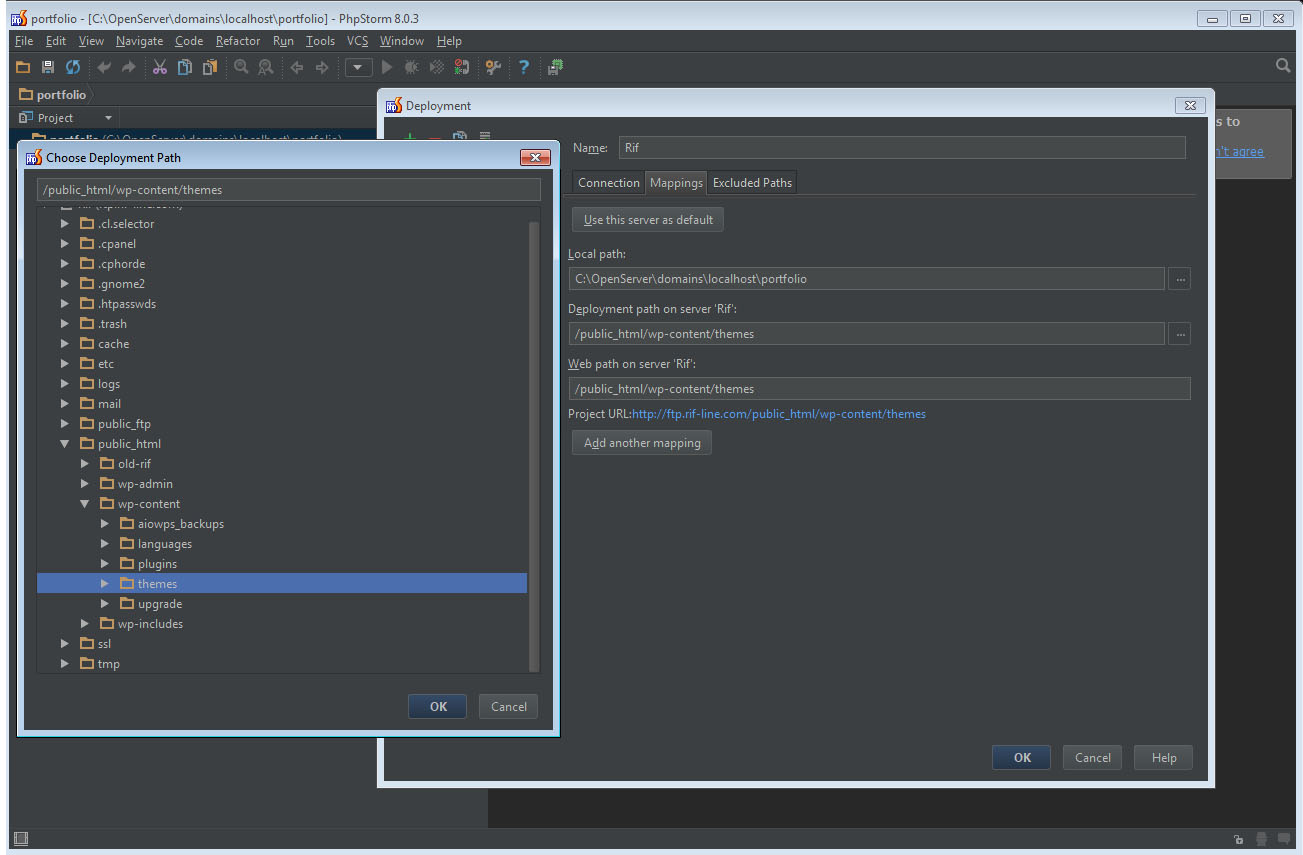 portfolio - [C:\OpenServer\domains\localhost\portfolio] - PhpStorm 8.0.3
File Edit View Navigate Code Refactor Run Tools VCS Window Help
portfolio
Project
portfolio (C:\OpenServer\domains\localhost\portfolio)
s to
n't agree
Choose Deployment Path
/public_html/wp-content/themes
.cl.selector
.cpanel
.cphorde
.gnome2
.htpasswds
.trash
cache
etc
logs
mail
public_ftp
public_html
old-rif
wp-admin
wp-content
aiowps_backups
languages
plugins
themes
upgrade
wp-includes
ssl
tmp
OK Cancel
Deployment
Name: Rif
Connection Mappings Excluded Paths
Use this server as default
Local path:
C:\OpenServer\domains\localhost\portfolio
...
Deployment path on server 'Rif':
/public_html/wp-content/themes
...
Web path on server 'Rif':
/public_html/wp-content/themes
Project URL:http://ftp.rif-line.com/public_html/wp-content/themes
Add another mapping
OK Cancel Help